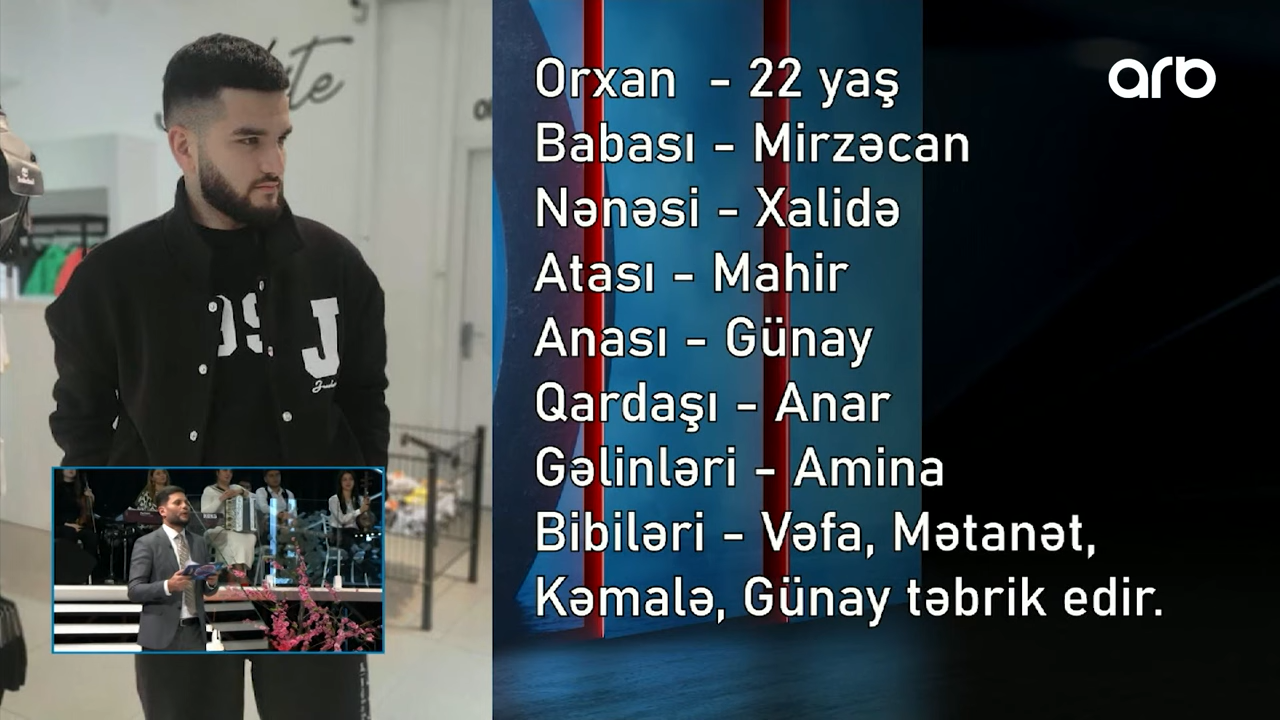 arb
Orxan - 22 yaş
Babası - Mirzəcan
Nənəsi - Xalidə
Atası - Mahir
Anası - Günay
Qardaşı - Anar
Gəlinləri - Amina
Bibiləri - Vəfa, Mətanət,
Kəmalə, Günay təbrik edir.
J